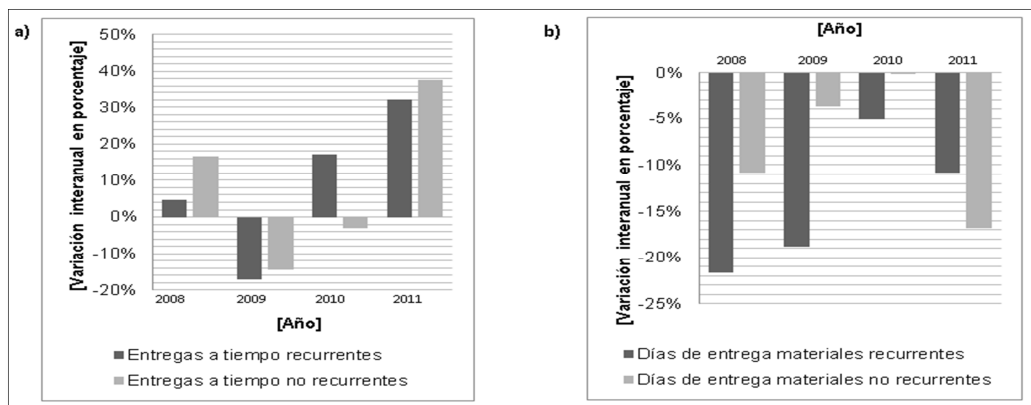 a)
[Variación interanual en porcentaje]
50%
40%
30%
20%
10%
0%
-10%
-20%
2008 2009 2010 2011
[Año]
Entregas a tiempo recurrentes
Entregas a tiempo no recurrentes
b)
[Año]
2008 2009 2010 2011
[Variación interanual en porcentaje]
0%
-5%
-10%
-15%
-20%
-25%
Días de entrega materiales recurrentes
Días de entrega materiales no recurrentes